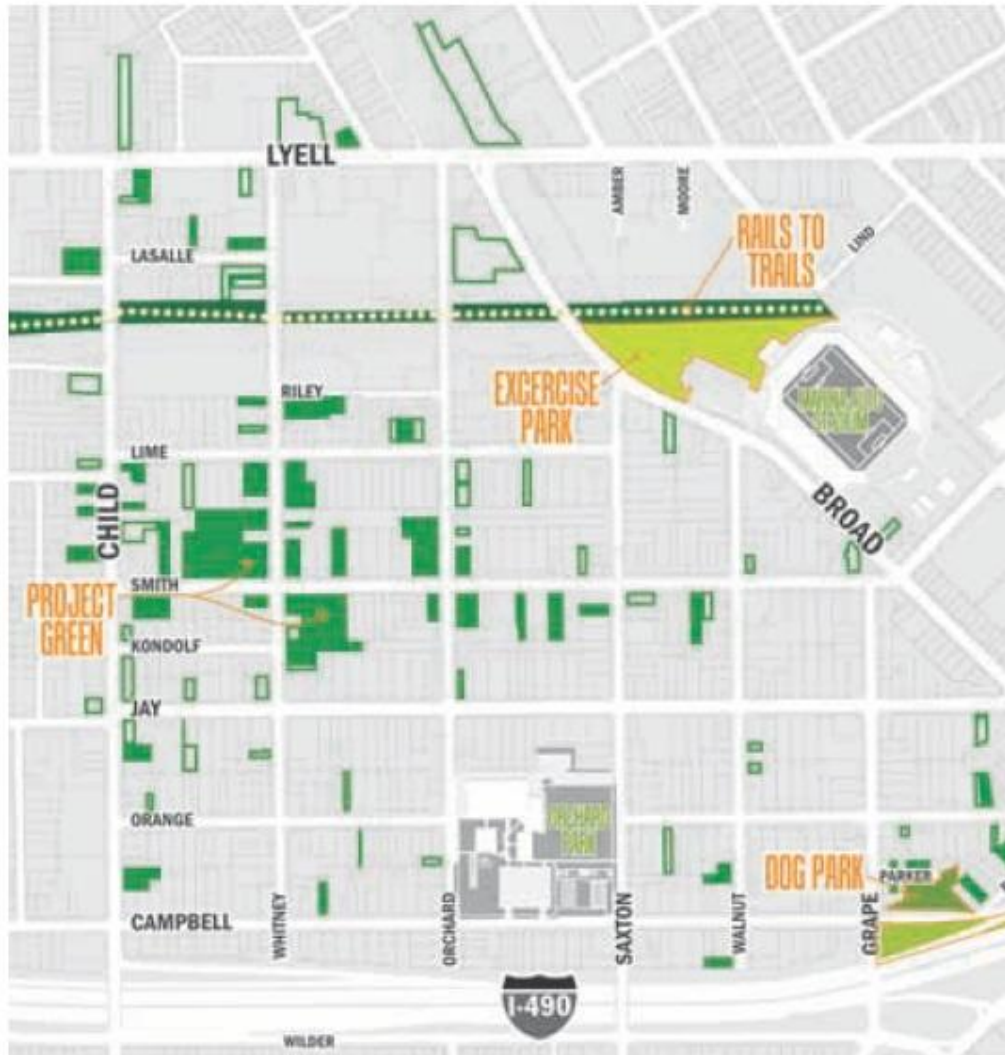 LYELL
AMBER
MOORE
RAILS TO
TRAILS
LIND
LASALLE
EXCERCISE
PARK
RILEY
LIME
CHILD
BROAD
SMITH
PROJECT
GREEN
KONDOLF
JAY
ORANGE
PARK
DOG PARK
PARKER
CAMPBELL
WHITNEY
ORCHARD
SAXTON
WALNUT
GRAPE
I-490
WILDER